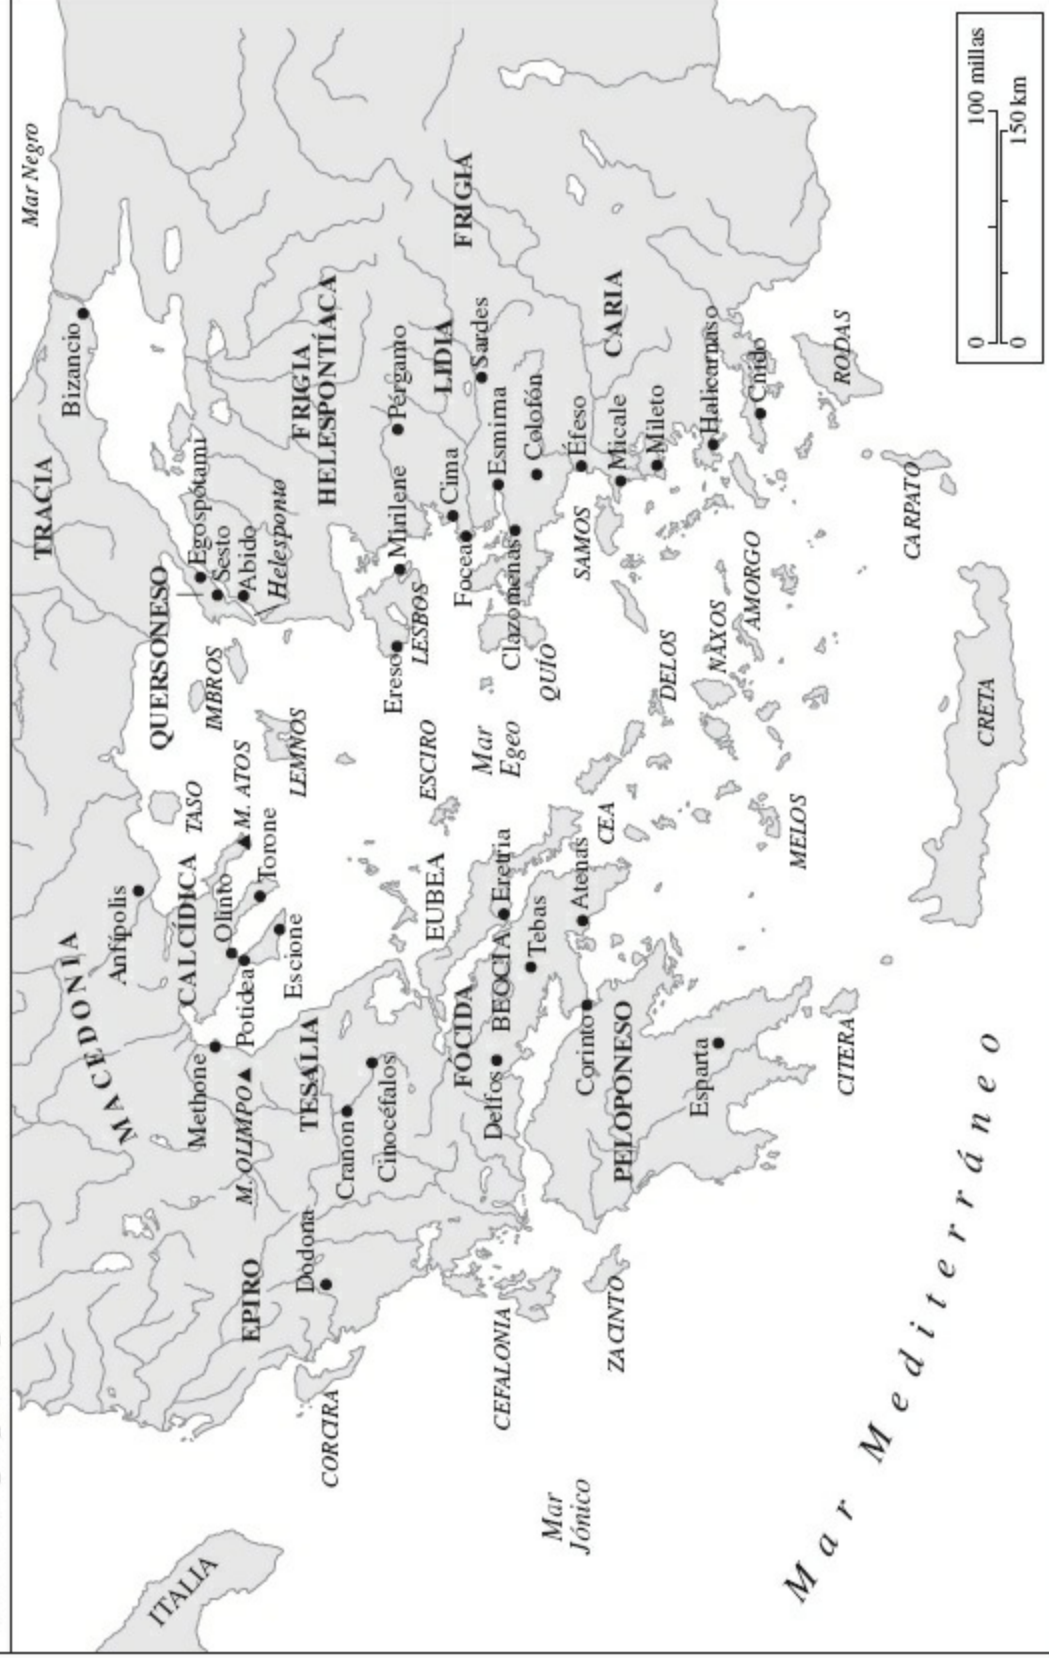 Mar Negro
TRACIA
Bizancio
MACEDONIA
Anfípolis
QUERSONESO
Egospótami
Sesto
Abido
Helesponto
CALCÍDICA
TASO
IMBROS
Methone
Olinto
M. ATOS
Potidea
Torone
LEMNOS
Escione
M. OLIMPO
EPIRO
Dodona
TESALIA
Cranon
Cinocéfalos
CORCIRA
ITALIA
FRIGIA
HELESPONTÍACA
FRIGIA
Pérgamo
Mirilene
Ereso
LESBOS
LIDIA
Sardes
Cima
Focea
Esmima
Clazomenas
Colofón
QUÍO
ESCIRO
Mar
Egeo
EUBEA
Eretria
FÓCIDA
BEOCIA
Delfos
Tebas
Atenas
CEA
Corinto
PELOPONESO
Esparta
CEFALONIA
ZACINTO
Mar
Jónico
CITERA
Éfeso
SAMOS
Micale
Mileto
CARIA
Halicarnaso
Cnido
DELOS
NAXOS
AMORGO
MELOS
RODAS
CARPATO
CRETA
Mar Mediterráneo
0 100 millas
0 150 km